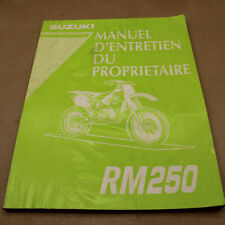 SUZUKI
MANUEL
D'ENTRETIEN
DU
PROPRIETAIRE
RM250